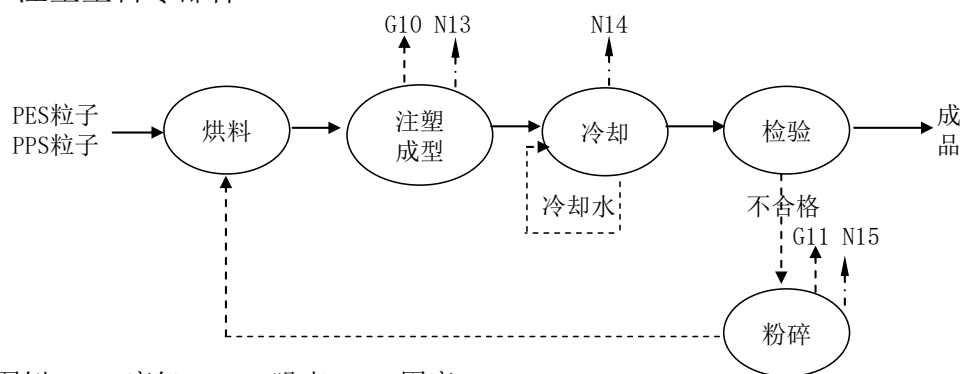 G10 N13
N14
PES粒子
PPS粒子
烘料
注塑
成型
冷却
检验
成
品
冷却水
不合格
G11 N15
粉碎